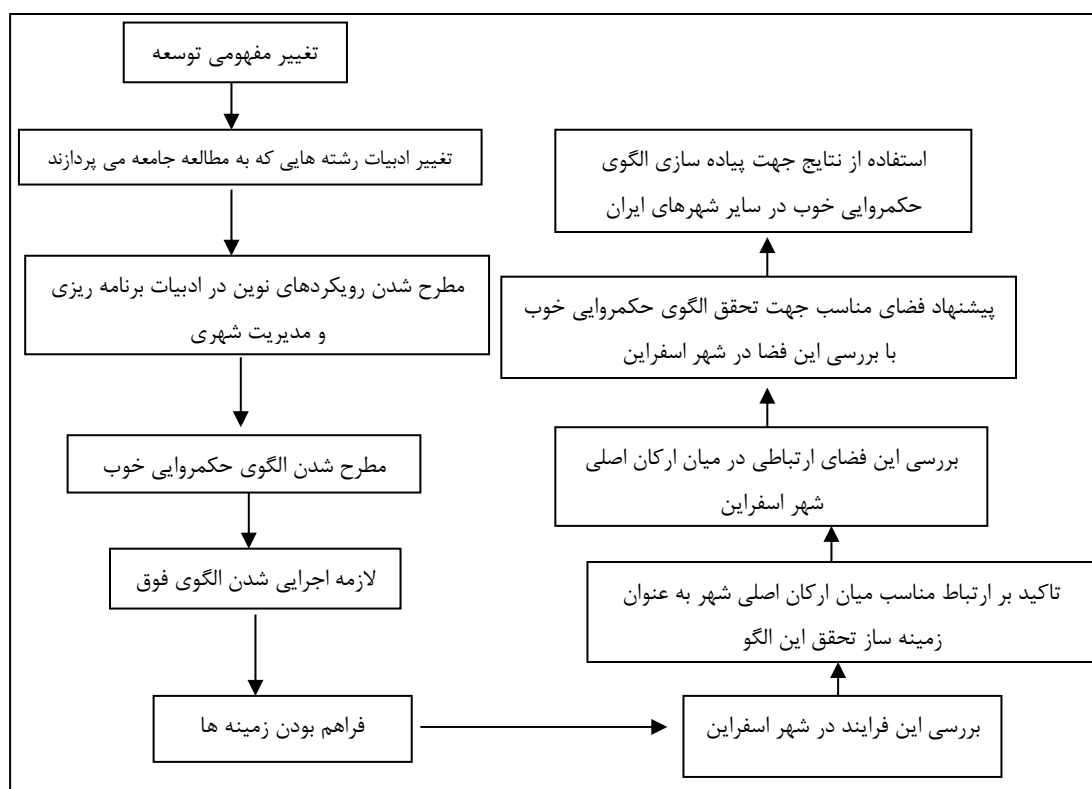 تغییر مفهومی توسعه
تغییر ادبیات رشته هایی که به مطالعه جامعه می پردازند
مطرح شدن رویکردهای نوین در ادبیات برنامه ریزی
و مدیریت شهری
مطرح شدن الگوی حکمروایی خوب
لازمه اجرایی شدن الگوی فوق
فراهم بودن زمینه ها
بررسی این فرایند در شهر اسفراین
تاکید بر ارتباط مناسب میان ارکان اصلی شهر به عنوان
زمینه ساز تحقق این الگو
بررسی این فضای ارتباطی در میان ارکان اصلی
شهر اسفراین
پیشنهاد فضای مناسب جهت تحقق الگوی حکمروایی خوب
با بررسی این فضا در شهر اسفراین
استفاده از نتایج جهت پیاده سازی الگوی
حکمروایی خوب در سایر شهرهای ایران